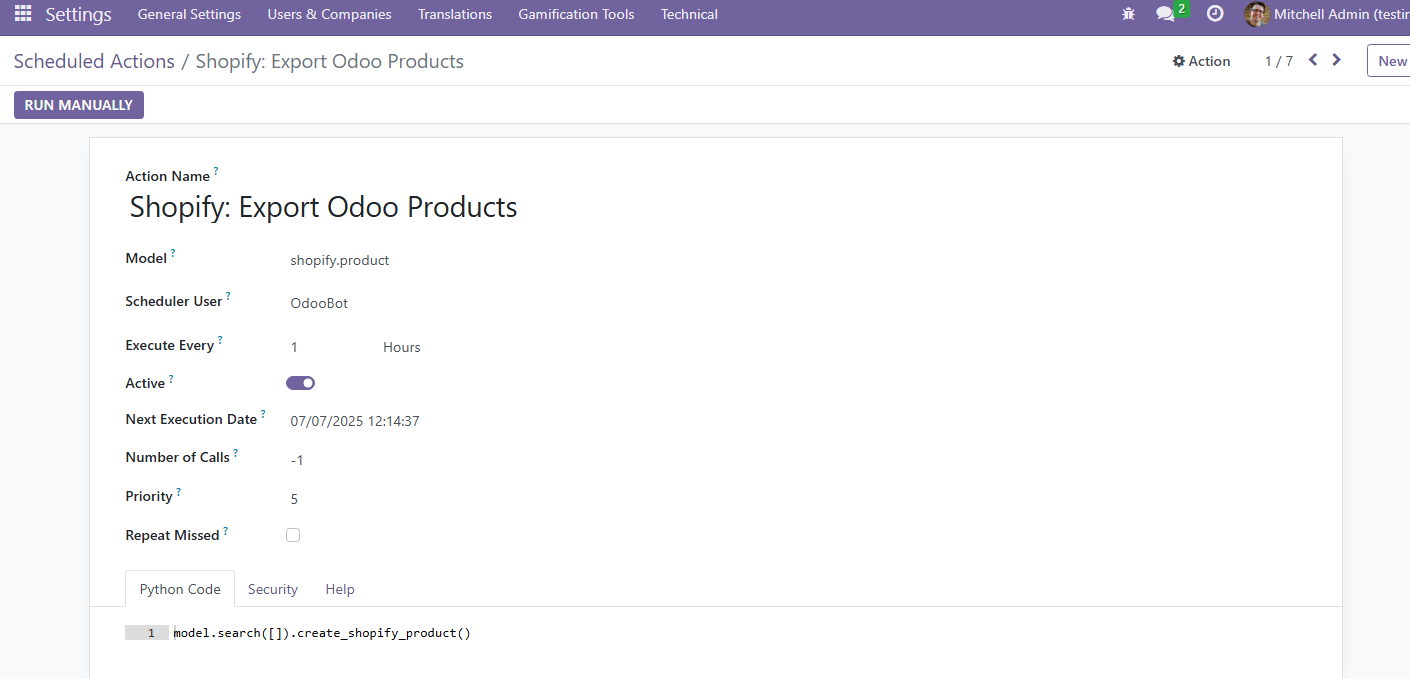 Settings General Settings Users & Companies Translations Gamification Tools Technical 2 Mitchell Admin (testin
Scheduled Actions / Shopify: Export Odoo Products Action 1 / 7 New
RUN MANUALLY
Action Name ?
Shopify: Export Odoo Products
Model ? shopify.product
Scheduler User ? OdooBot
Execute Every ? 1 Hours
Active ?
Next Execution Date ? 07/07/2025 12:14:37
Number of Calls ? -1
Priority ? 5
Repeat Missed ?
Python Code Security Help
1 model.search([]).create_shopify_product()